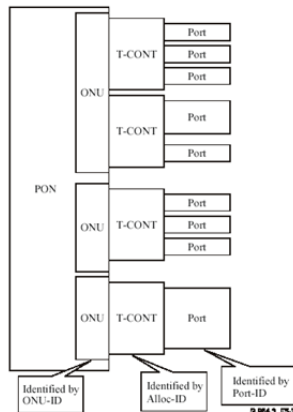 T-CONT
Port
Port
Port
ONU
T-CONT
Port
Port
PON
ONU
T-CONT
Port
Port
Port
ONU
T-CONT
Port
Identified by
ONU-ID
Identified by
Alloc-ID
Identified by
Port-ID